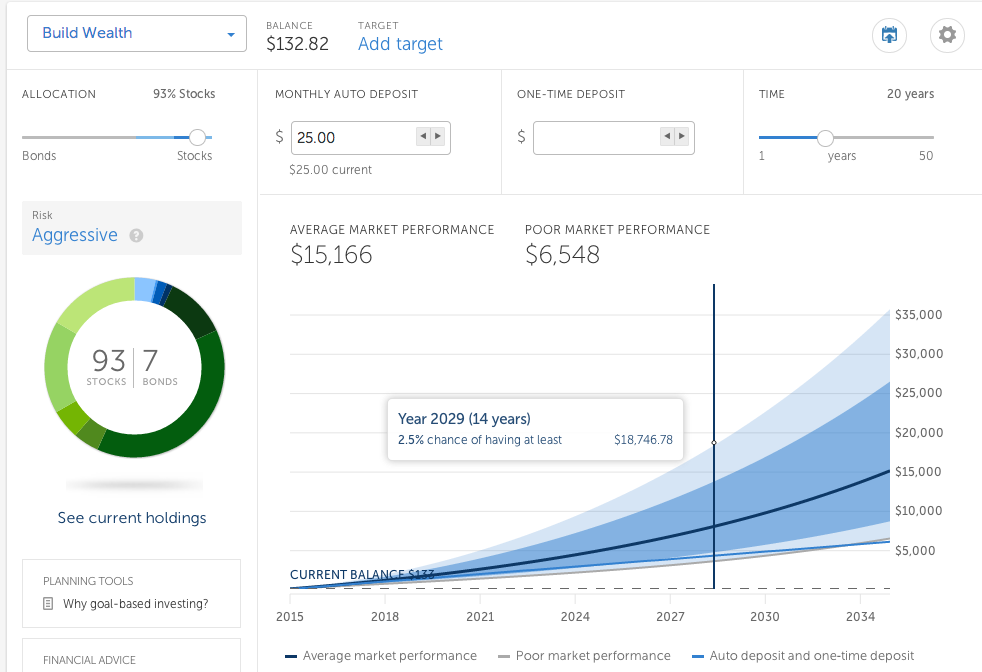 Build Wealth
BALANCE
$132.82
TARGET
Add target
ALLOCATION 93% Stocks
Bonds Stocks
MONTHLY AUTO DEPOSIT
$ 25.00
$25.00 current
ONE-TIME DEPOSIT
$
TIME 20 years
1 years 50
Risk
Aggressive ?
93 7
STOCKS BONDS
See current holdings
PLANNING TOOLS
Why goal-based investing?
FINANCIAL ADVICE
AVERAGE MARKET PERFORMANCE
$15,166
POOR MARKET PERFORMANCE
$6,548
$35,000
$30,000
$25,000
$20,000
$15,000
$10,000
$5,000
Year 2029 (14 years)
2.5% chance of having at least $18,746.78
CURRENT BALANCE $133
2015 2018 2021 2024 2027 2030 2034
Average market performance Poor market performance Auto deposit and one-time deposit